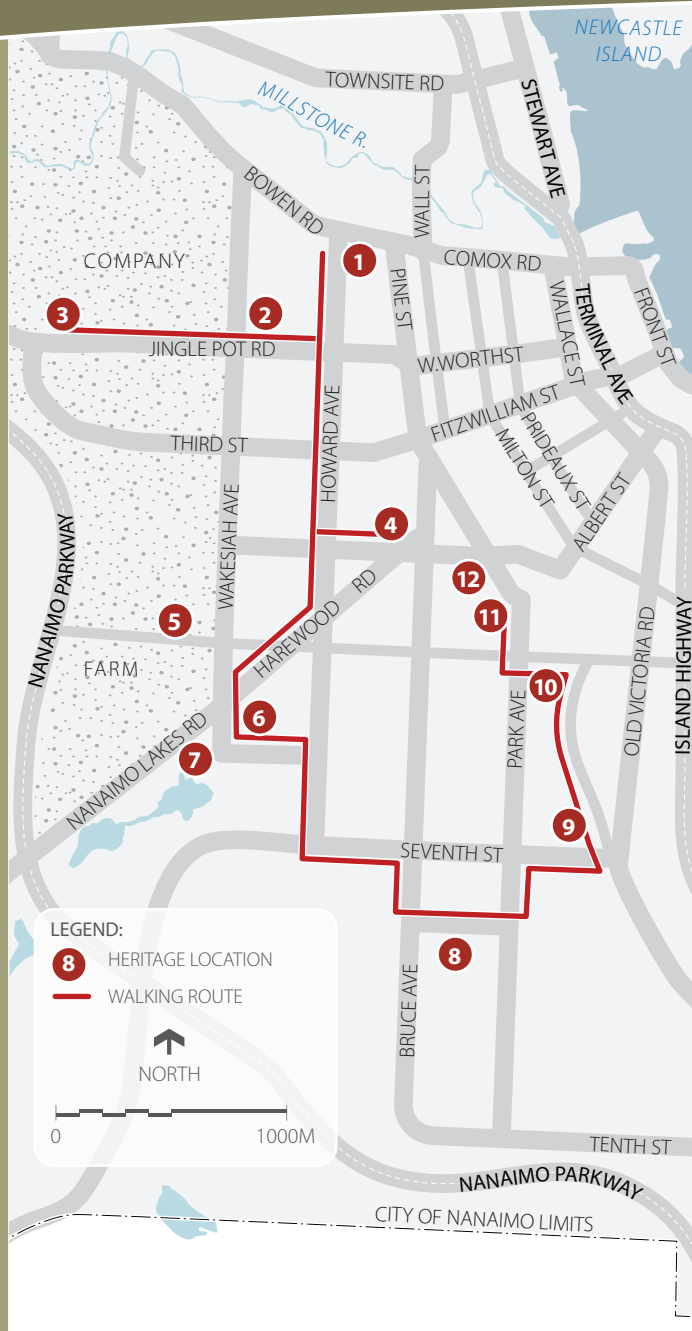 NEWCASTLE
ISLAND
TOWNSITE RD
STEWART AVE
MILLSTONE R.
WALL ST
BOWEN RD
COMPANY
1
COMOX RD
PINE ST
WALLACE ST
TERMINAL AVE
FRONT ST
3
2
JINGLE POT RD
W.WORTHST
HOWARD AVE
FITZWILLIAM ST
THIRD ST
PRIDEAUX ST
MILTON ST
ALBERT ST
WAKESIAH AVE
4
NANAIMO PARKWAY
12
11
HAREWOOD RD
5
FARM
10
OLD VICTORIA RD
ISLAND HIGHWAY
PARK AVE
6
7
NANAIMO LAKES RD
9
SEVENTH ST
LEGEND:
8 HERITAGE LOCATION
WALKING ROUTE
NORTH
0 1000M
8
BRUCE AVE
TENTH ST
NANAIMO PARKWAY
CITY OF NANAIMO LIMITS